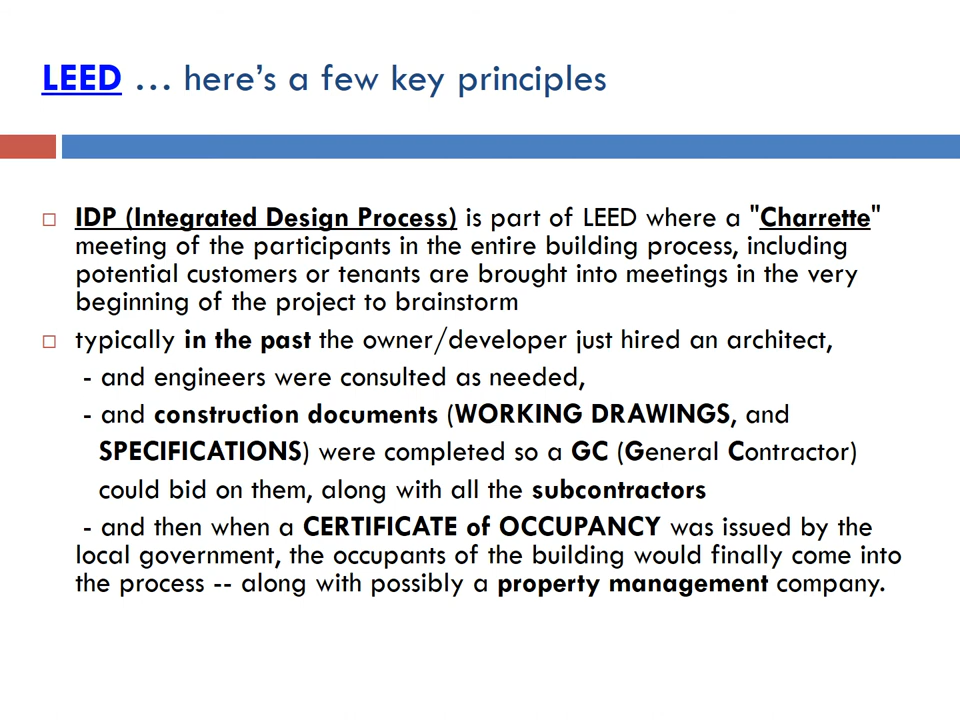 LEED … here’s a few key principles
IDP (Integrated Design Process) is part of LEED where a "Charrette"
meeting of the participants in the entire building process, including
potential customers or tenants are brought into meetings in the very
beginning of the project to brainstorm
typically in the past the owner/developer just hired an architect,
- and engineers were consulted as needed,
- and construction documents (WORKING DRAWINGS, and
SPECIFICATIONS) were completed so a GC (General Contractor)
could bid on them, along with all the subcontractors
- and then when a CERTIFICATE of OCCUPANCY was issued by the
local government, the occupants of the building would finally come into
the process -- along with possibly a property management company.